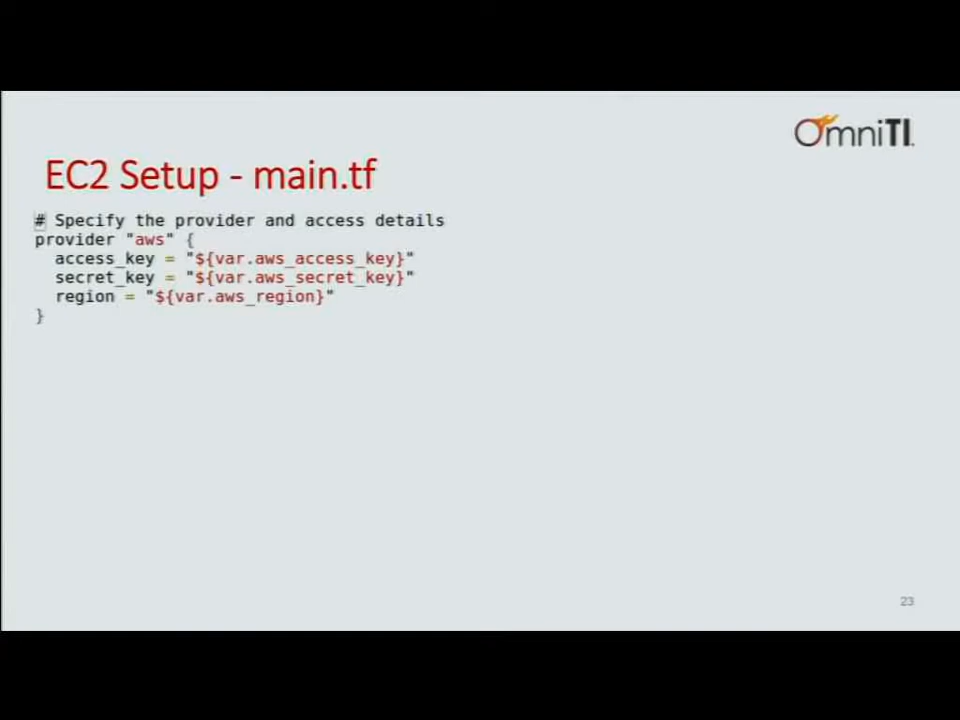 OmniTI
EC2 Setup - main.tf
# Specify the provider and access details
provider "aws" {
  access_key = "${var.aws_access_key}"
  secret_key = "${var.aws_secret_key}"
  region = "${var.aws_region}"
}
23